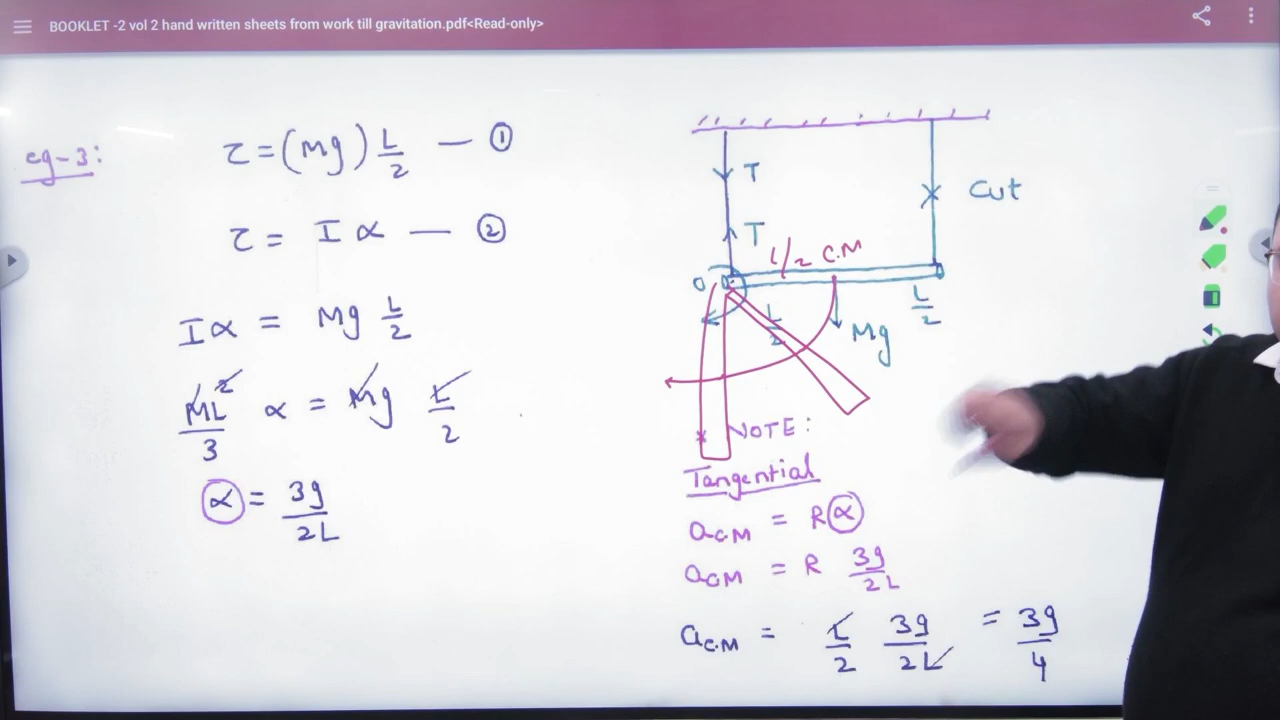 BOOKLET -2 vol 2 hand written sheets from work till gravitation.pdf<Read-only>
eg-3:
τ = (Mg) L/2 — ①
τ = I α — ②
Iα = Mg L/2
ML²/3 α = Mg L/2
α = 3g/2L
T
T
Cut
L/2 C.M
O
L/2
L/2
Mg
NOTE:
Tangential
aC.M = Rα
aCM = R 3g/2L
aC.M = L/2 3g/2L = 3g/4